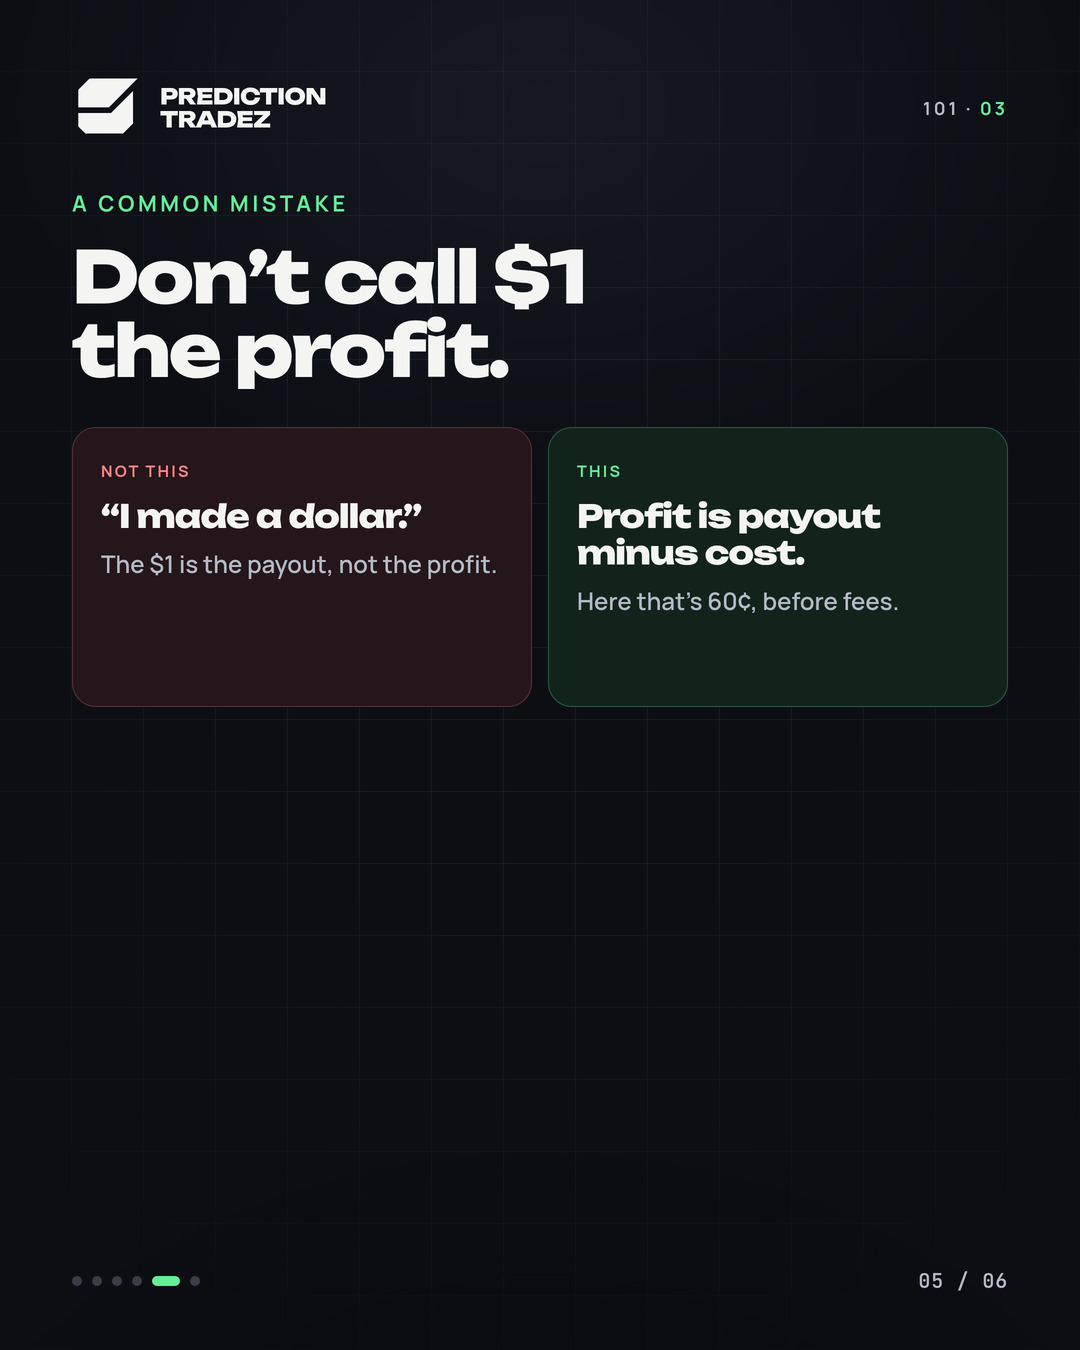 PREDICTION
TRADEZ
101 · 03
A COMMON MISTAKE
Don’t call $1
the profit.
NOT THIS
“I made a dollar.”
The $1 is the payout, not the profit.
THIS
Profit is payout
minus cost.
Here that’s 60¢, before fees.
05 / 06